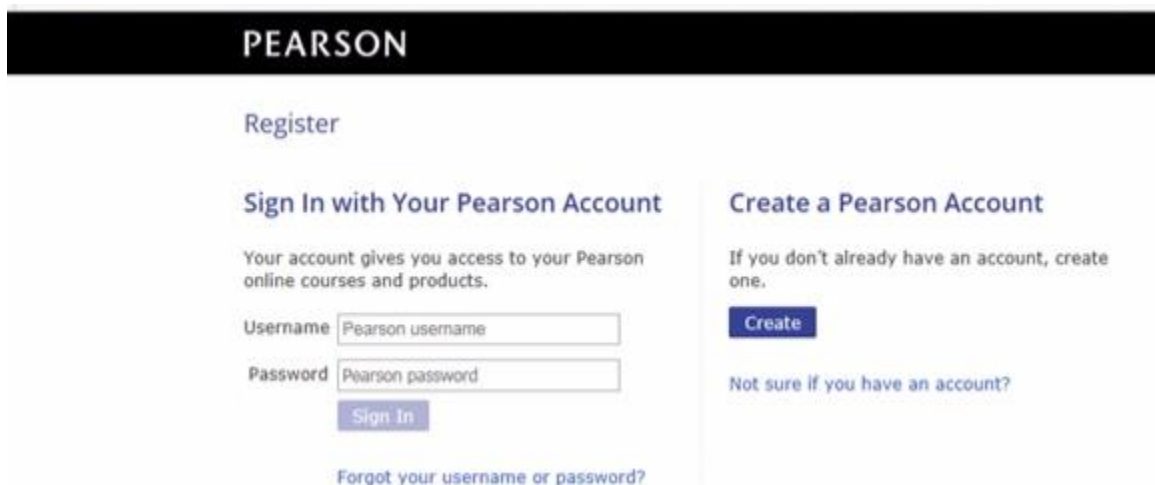 PEARSON
Register
Sign In with Your Pearson Account
Your account gives you access to your Pearson
online courses and products.
Username Pearson username
Password Pearson password
Sign In
Forgot your username or password?
Create a Pearson Account
If you don't already have an account, create
one.
Create
Not sure if you have an account?